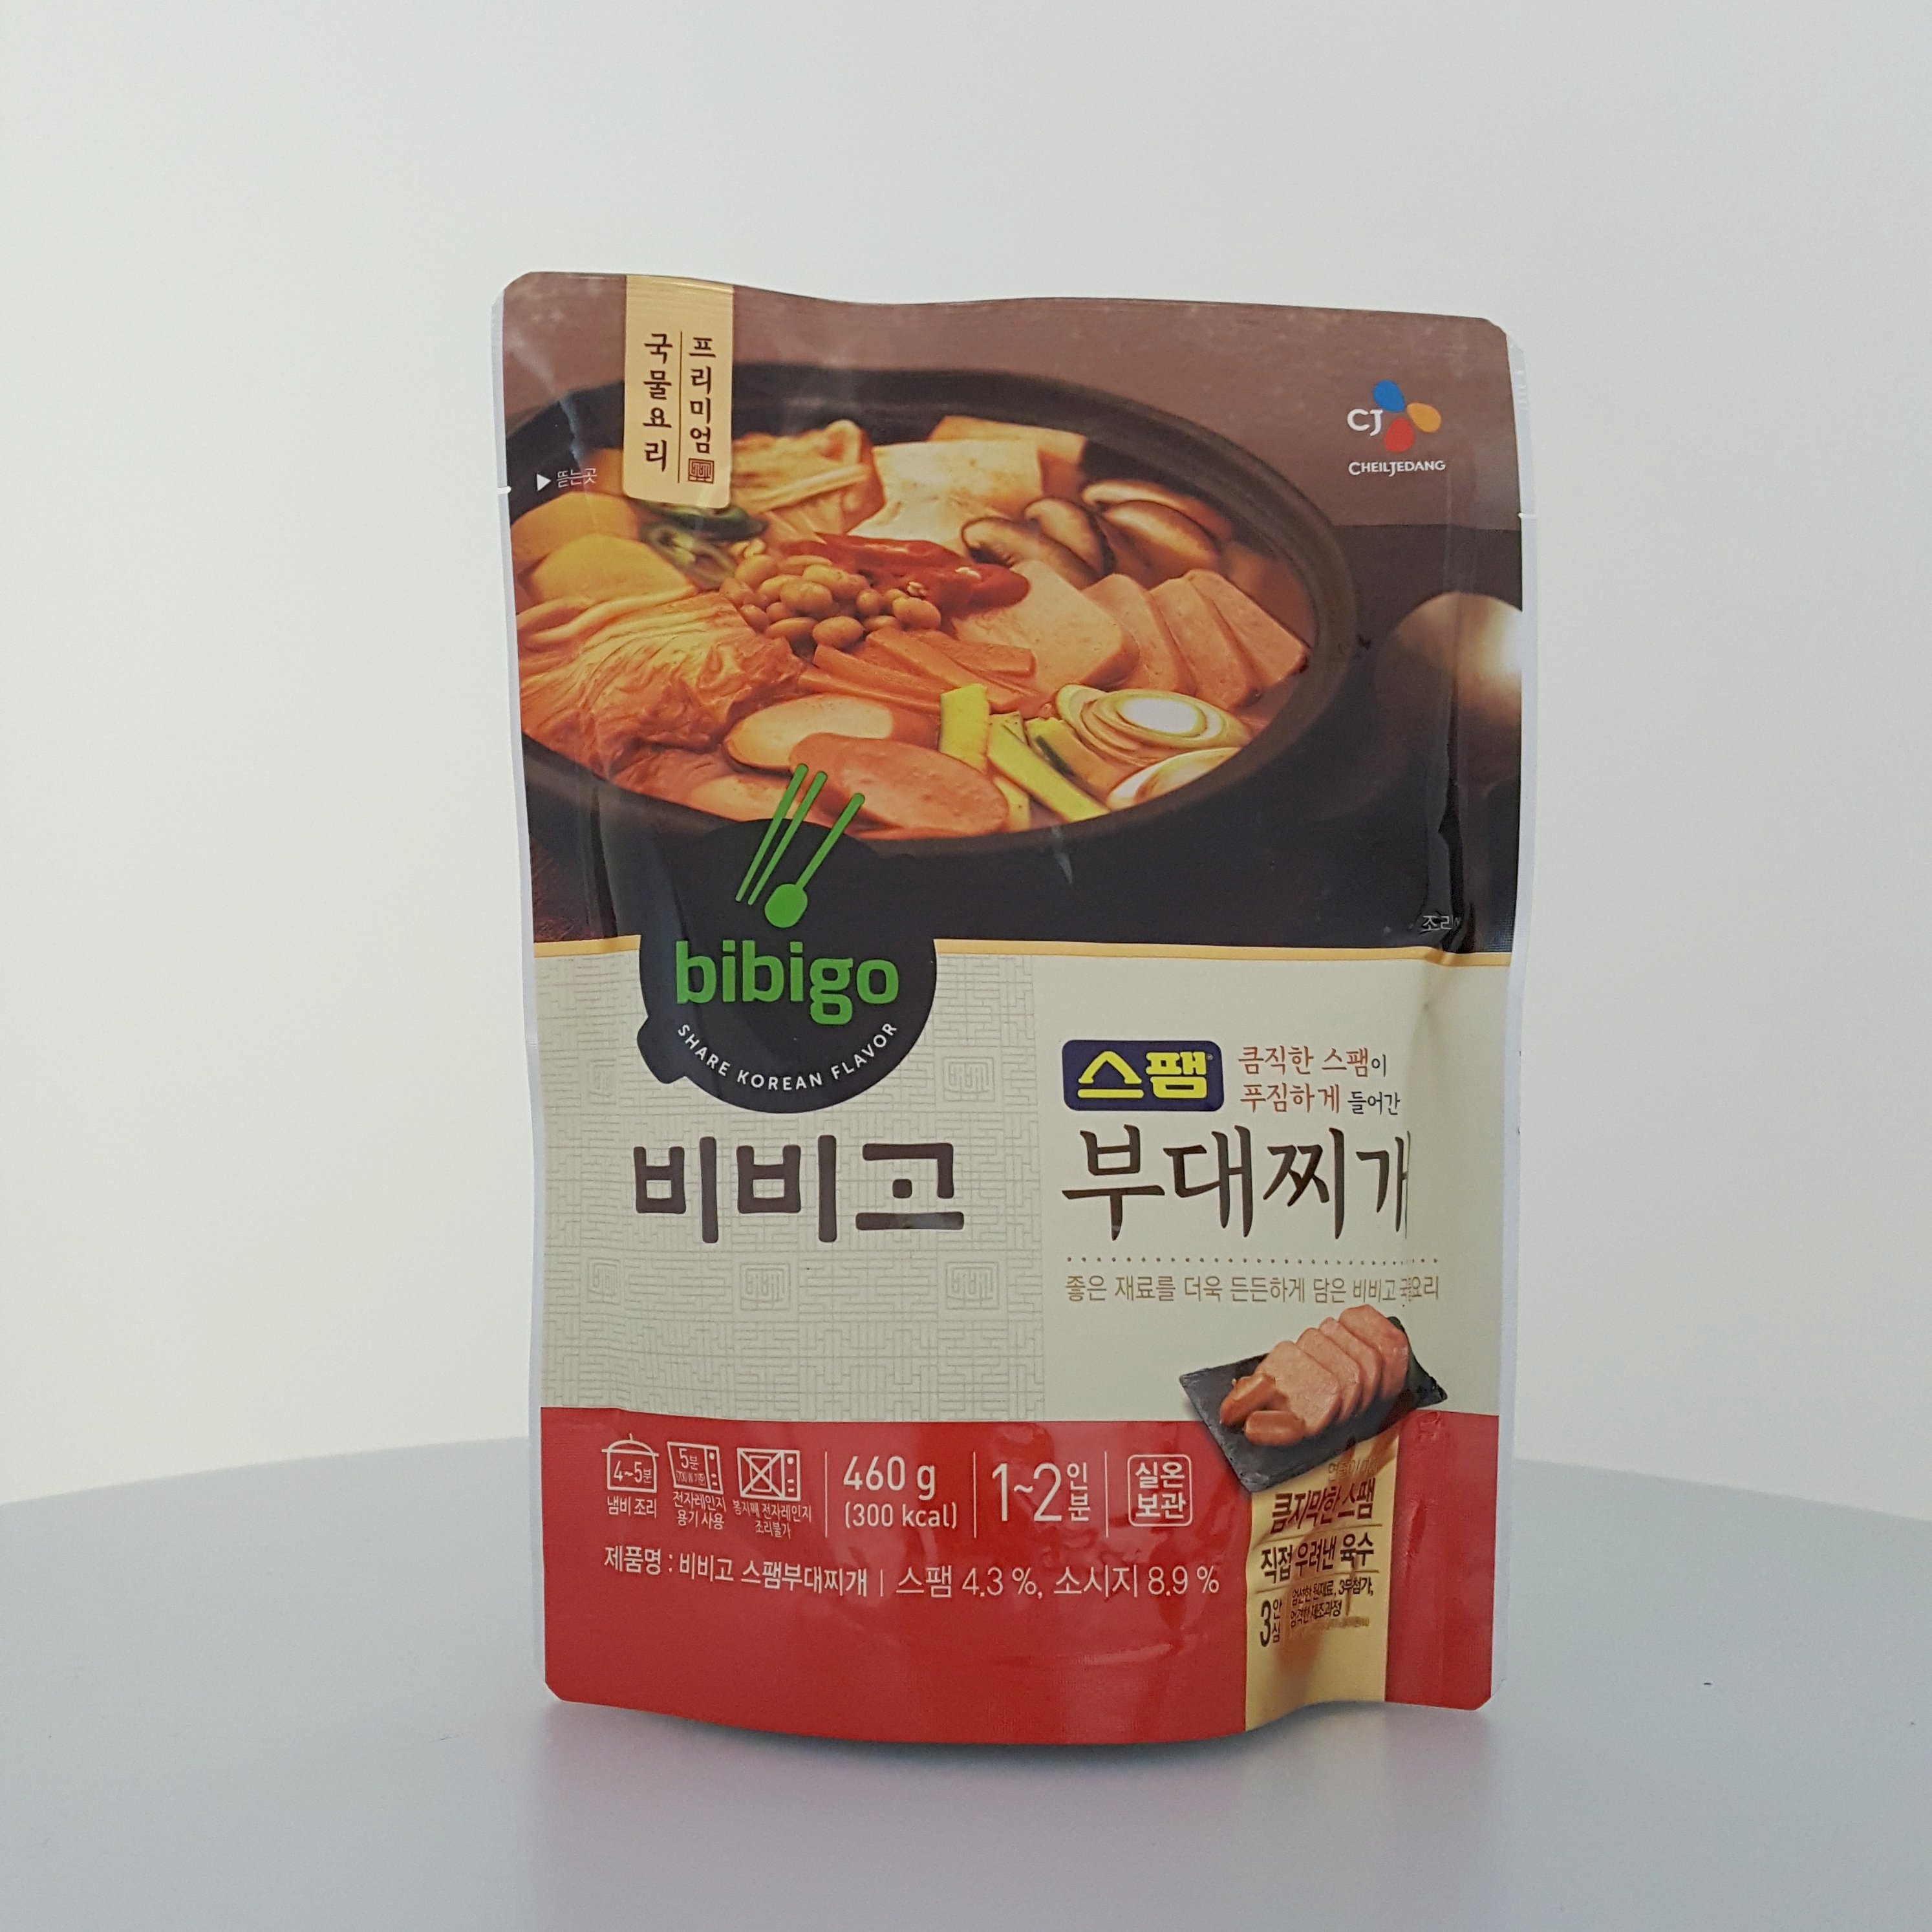 프리미엄
국물요리
CJ
CHEILJEDANG
▶ 뜯는곳
bibigo
SHARE KOREAN FLAVOR
비비고
스팸
큼직한 스팸이
푸짐하게 들어간
부대찌개
좋은 재료를 더욱 든든하게 담은 비비고 국물요리
4~5분
냄비 조리
5분
전자레인지
용기 사용
봉지째 전자레인지
조리불가
460 g
(300 kcal)
1~2인분
실온
보관
제품명 : 비비고 스팸부대찌개 | 스팸 4.3 %, 소시지 8.9 %
큼지막한 스팸
직접 우려낸 육수
3안심